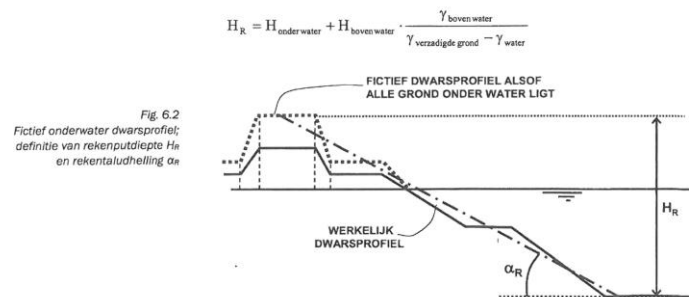 H_R = H_onder water + H_boven water · γ_boven water / (γ_verzadigde grond − γ_water)
FICTIEF DWARSPROFIEL ALSOF
ALLE GROND ONDER WATER LIGT
Fig. 6.2
Fictief onderwater dwarsprofiel;
definitie van rekenputdiepte H_R
en rekentaludhelling α_R
H_R
WERKELIJK
DWARSPROFIEL
α_R